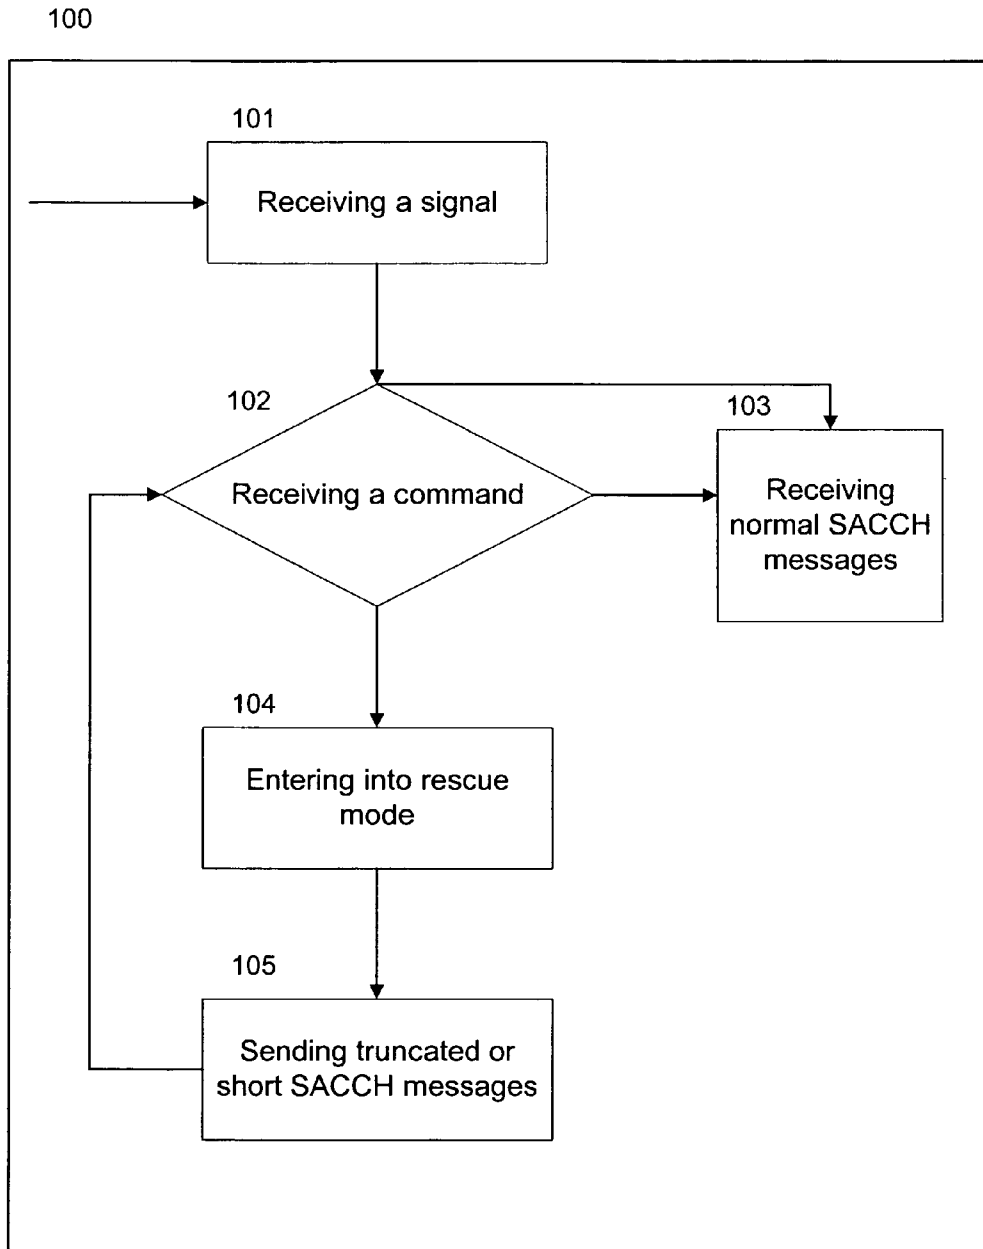 100
101
Receiving a signal
102
Receiving a command
103
Receiving
normal SACCH
messages
104
Entering into rescue
mode
105
Sending truncated or
short SACCH messages